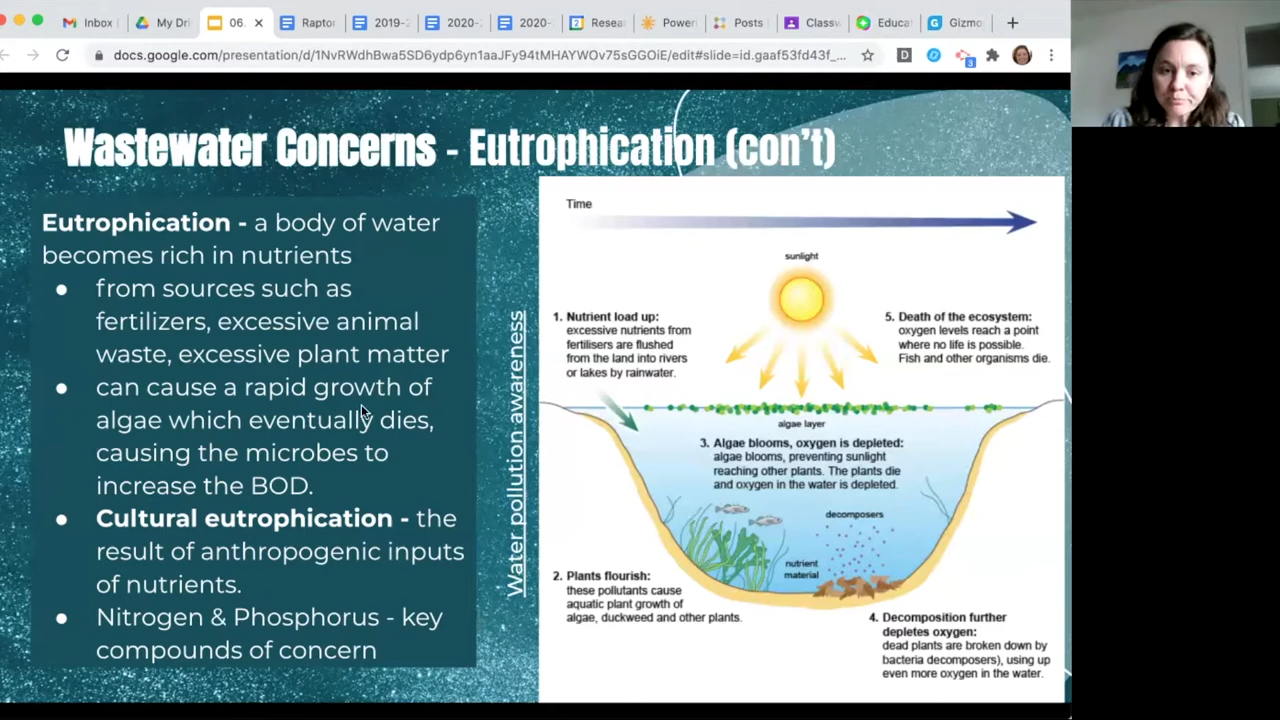 Inbox (
My Dri
06.
Raptor
2019-2
2020-
2020-
2
Resea
Power
Posts
Classw
Educa
G
Gizmo
docs.google.com/presentation/d/1NvRWdhBwa5SD6ydp6yn1aaJFy94tMHAYWOv75sGGOiE/edit#slide=id.gaaf53fd43f_...
D
3
Wastewater Concerns - Eutrophication (con't)
Eutrophication - a body of water
becomes rich in nutrients
● from sources such as
fertilizers, excessive animal
waste, excessive plant matter
● can cause a rapid growth of
algae which eventually dies,
causing the microbes to
increase the BOD.
● Cultural eutrophication - the
result of anthropogenic inputs
of nutrients.
● Nitrogen & Phosphorus - key
compounds of concern
Water pollution awareness
Time
sunlight
1. Nutrient load up:
excessive nutrients from
fertilisers are flushed
from the land into rivers
or lakes by rainwater.
5. Death of the ecosystem:
oxygen levels reach a point
where no life is possible.
Fish and other organisms die.
algae layer
3. Algae blooms, oxygen is depleted:
algae blooms, preventing sunlight
reaching other plants. The plants die
and oxygen in the water is depleted.
decomposers
nutrient
material
2. Plants flourish:
these pollutants cause
aquatic plant growth of
algae, duckweed and other plants.
4. Decomposition further
depletes oxygen:
dead plants are broken down by
bacteria decomposers), using up
even more oxygen in the water.